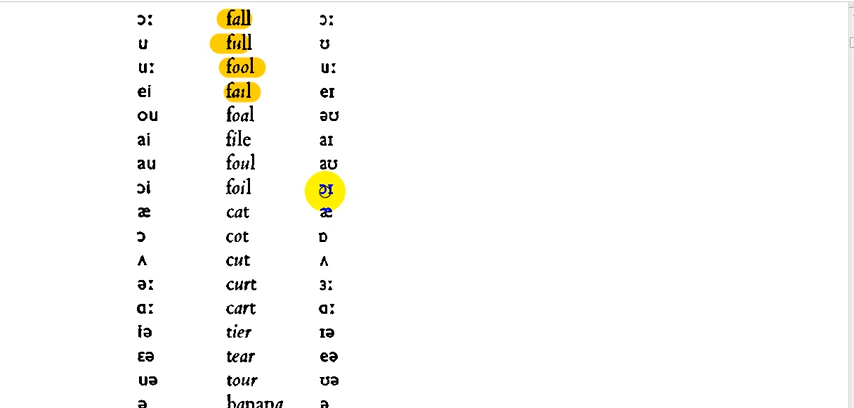 ɔː fall ɔː
u full ʊ
uː fool uː
ei fail eɪ
ou foal əʊ
ai file aɪ
au foul aʊ
ɔi foil ɔɪ
æ cat æ
ɔ cot ɒ
ʌ cut ʌ
əː curt ɜː
ɑː cart ɑː
iə tier ɪə
ɛə tear eə
uə tour ʊə
ə banana ə